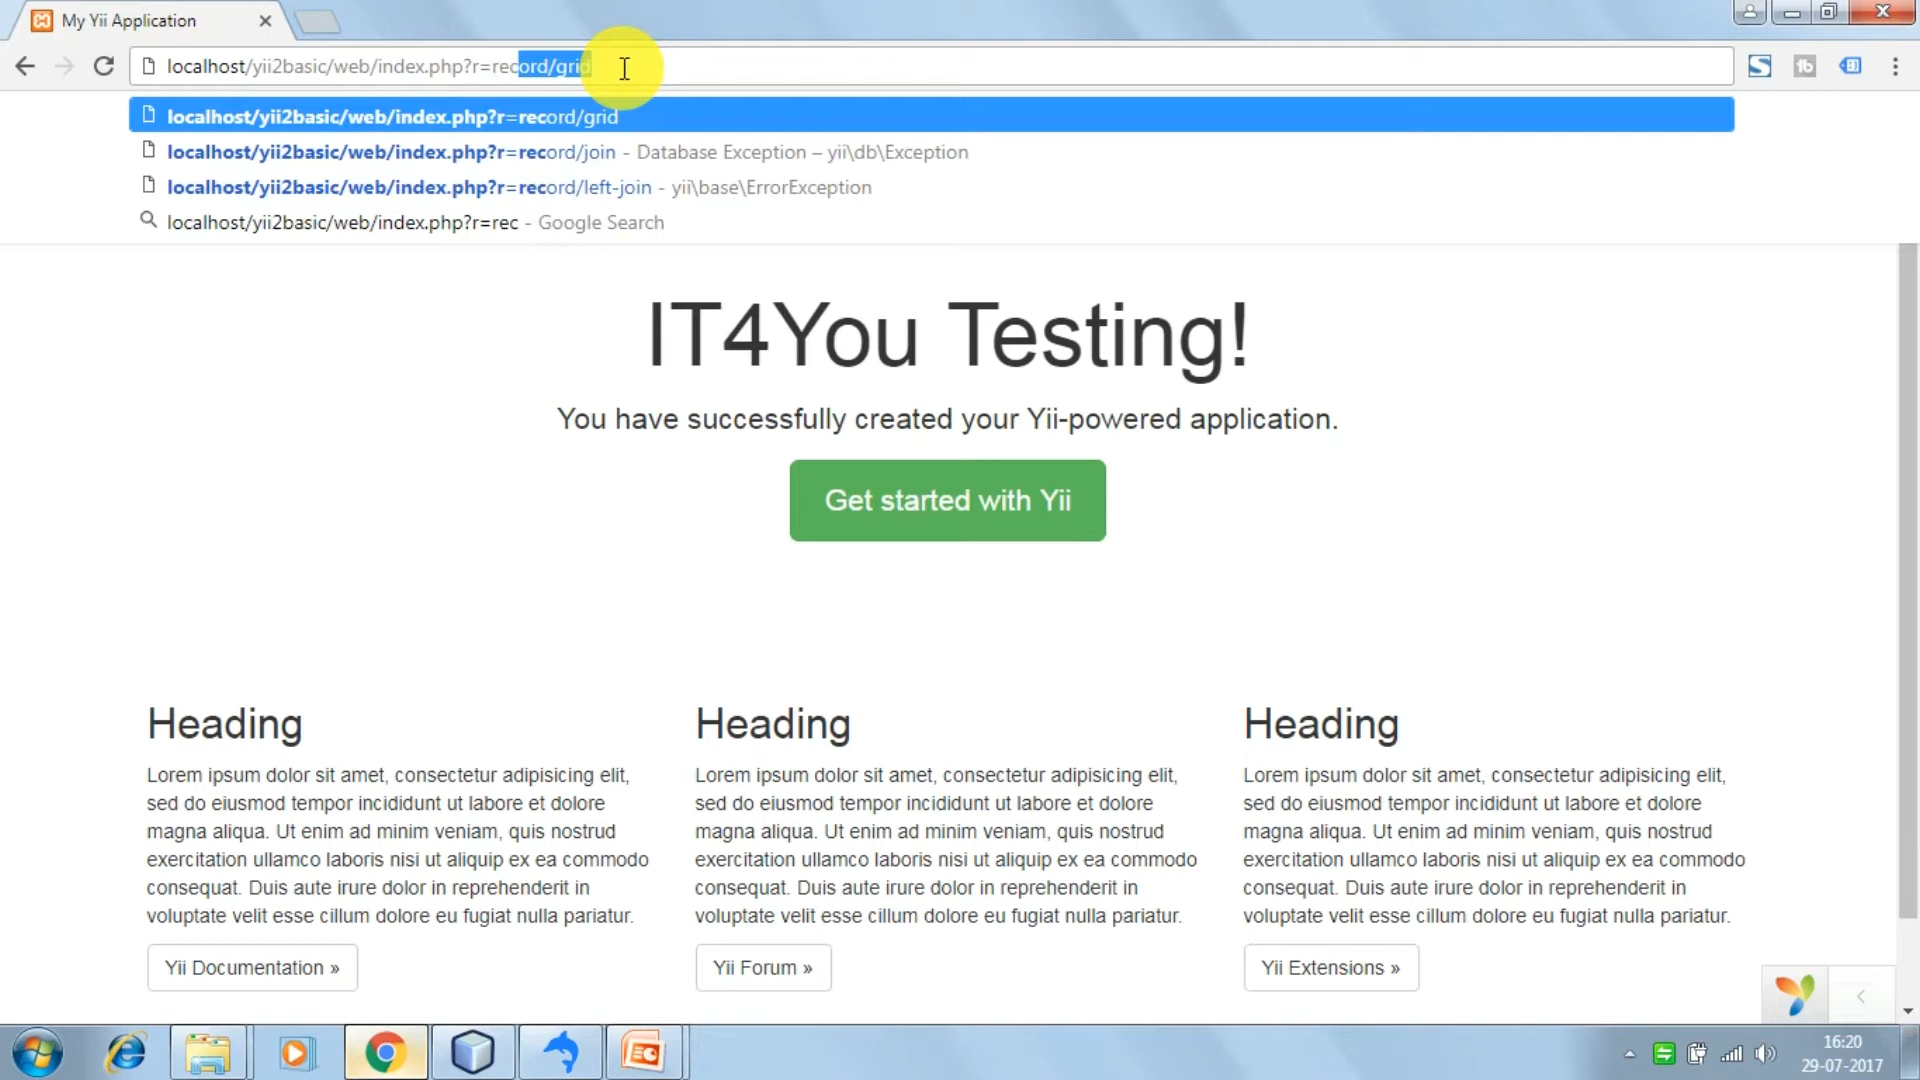 My Yii Application
localhost/yii2basic/web/index.php?r=record/grid
localhost/yii2basic/web/index.php?r=record/grid
localhost/yii2basic/web/index.php?r=record/join - Database Exception – yii\db\Exception
localhost/yii2basic/web/index.php?r=record/left-join - yii\base\ErrorException
localhost/yii2basic/web/index.php?r=rec - Google Search
IT4You Testing!
You have successfully created your Yii-powered application.
Get started with Yii
Heading
Lorem ipsum dolor sit amet, consectetur adipisicing elit,
sed do eiusmod tempor incididunt ut labore et dolore
magna aliqua. Ut enim ad minim veniam, quis nostrud
exercitation ullamco laboris nisi ut aliquip ex ea commodo
consequat. Duis aute irure dolor in reprehenderit in
voluptate velit esse cillum dolore eu fugiat nulla pariatur.
Yii Documentation »
Heading
Lorem ipsum dolor sit amet, consectetur adipisicing elit,
sed do eiusmod tempor incididunt ut labore et dolore
magna aliqua. Ut enim ad minim veniam, quis nostrud
exercitation ullamco laboris nisi ut aliquip ex ea commodo
consequat. Duis aute irure dolor in reprehenderit in
voluptate velit esse cillum dolore eu fugiat nulla pariatur.
Yii Forum »
Heading
Lorem ipsum dolor sit amet, consectetur adipisicing elit,
sed do eiusmod tempor incididunt ut labore et dolore
magna aliqua. Ut enim ad minim veniam, quis nostrud
exercitation ullamco laboris nisi ut aliquip ex ea commodo
consequat. Duis aute irure dolor in reprehenderit in
voluptate velit esse cillum dolore eu fugiat nulla pariatur.
Yii Extensions »
16:20
29-07-2017